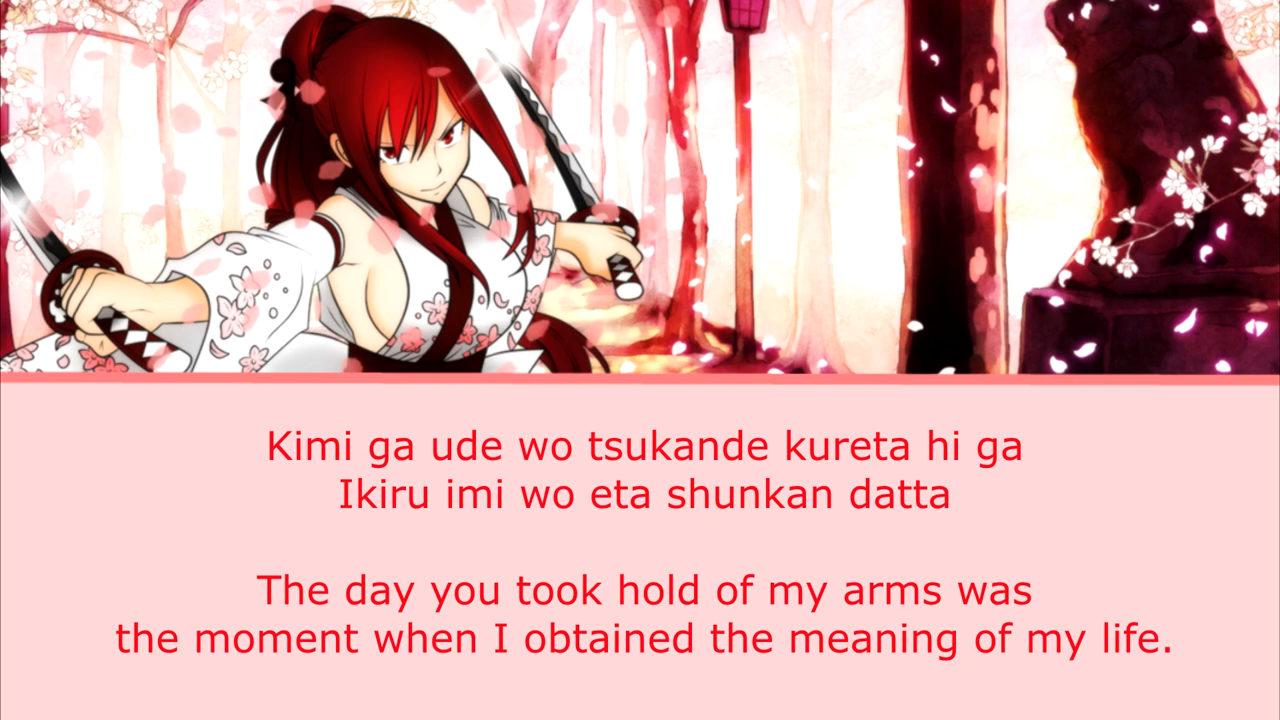 Kimi ga ude wo tsukande kureta hi ga
Ikiru imi wo eta shunkan datta
The day you took hold of my arms was
the moment when I obtained the meaning of my life.